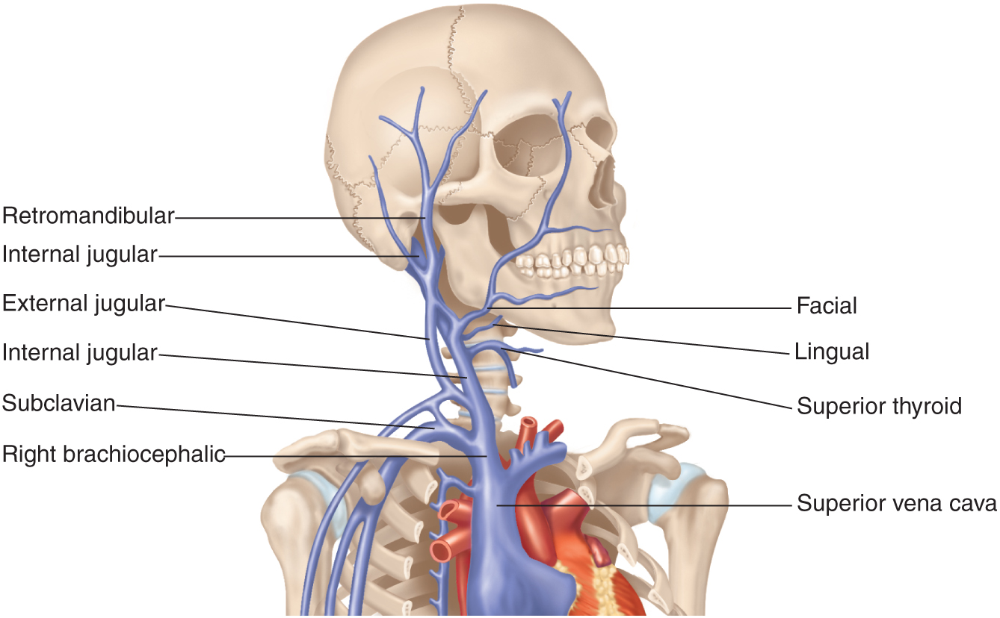 Retromandibular
Internal jugular
External jugular
Internal jugular
Subclavian
Right brachiocephalic
Facial
Lingual
Superior thyroid
Superior vena cava